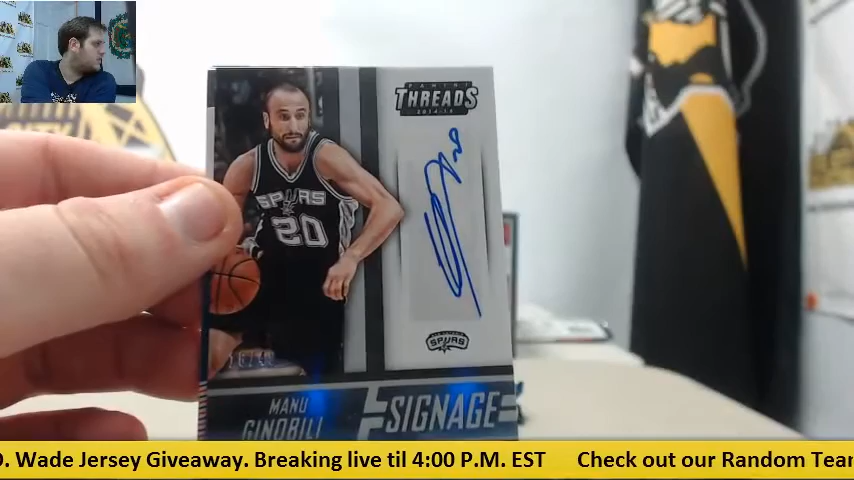 PANINI
THREADS
2014-15
SPURS
20
SPURS
MANU
GINOBILI
SIGNAGE
D. Wade Jersey Giveaway. Breaking live til 4:00 P.M. EST Check out our Random Team